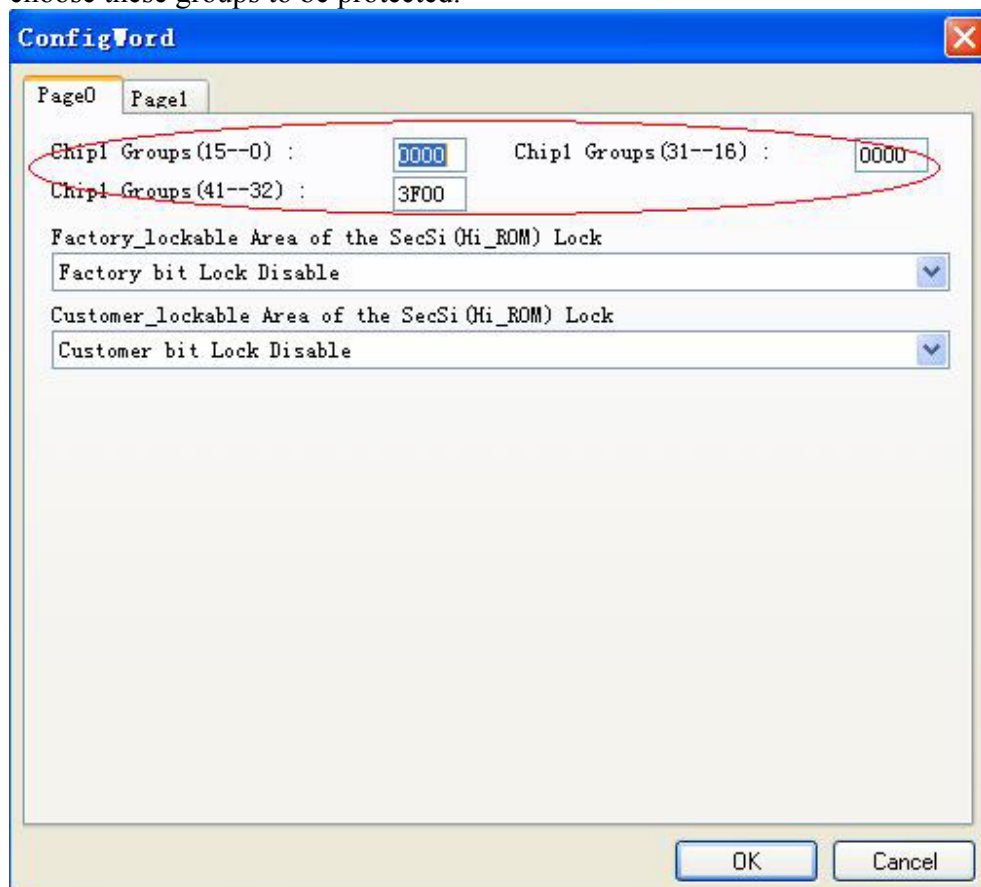 choose these groups to be protected.
ConfigWord
Page0 Page1
Chip1 Groups(15--0) : 0000 Chip1 Groups(31--16) : 0000
Chip1 Groups(41--32) : 3F00
Factory_lockable Area of the SecSi(Hi_ROM) Lock
Factory bit Lock Disable
Customer_lockable Area of the SecSi(Hi_ROM) Lock
Customer bit Lock Disable
OK Cancel